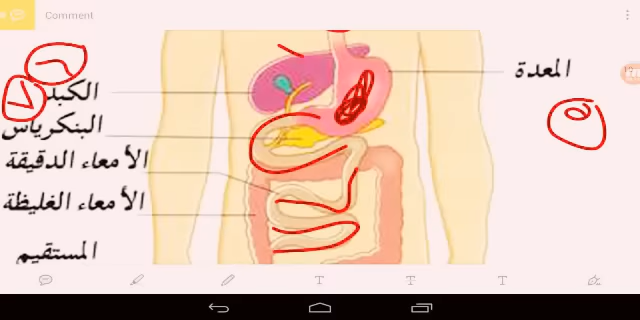 Comment
المعدة
الكبد
البنكرياس
الأمعاء الدقيقة
الأمعاء الغليظة
المستقيم
T
T
T